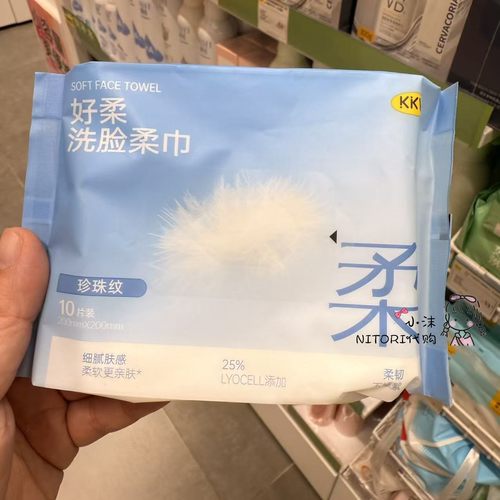 SOFT FACE TOWEL
好柔
洗脸柔巾
KK
柔
珍珠纹
10片装
200mmX200mm
细腻肤感
柔软更亲肤*
25%
LYOCELL添加
柔韧
小沫
NITORI代购
CERVACORIA